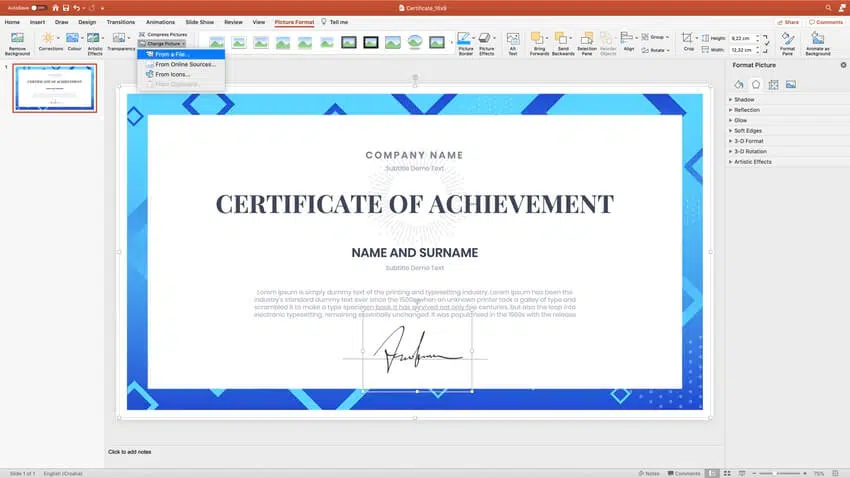 AutoSave OFF
Certificate_16x9
Home Insert Draw Design Transitions Animations Slide Show Review View Picture Format Tell me
Share Comments
Remove Background
Corrections
Colour
Artistic Effects
Transparency
Compress Pictures
Change Picture
From a File...
From Online Sources...
From Icons...
From Clipboard...
Picture Border
Picture Effects
Alt Text
Bring Forwards
Send Backwards
Selection Pane
Reorder Objects
Align
Group
Rotate
Crop
Height: 9,22 cm
Width: 12,32 cm
Format Pane
Animate as Background
1
Format Picture
Shadow
Reflection
Glow
Soft Edges
3-D Format
3-D Rotation
Artistic Effects
COMPANY NAME
Subtitle Demo Text
CERTIFICATE OF ACHIEVEMENT
NAME AND SURNAME
Subtitle Demo Text
Lorem Ipsum is simply dummy text of the printing and typesetting industry. Lorem Ipsum has been the
industry's standard dummy text ever since the 1500s, when an unknown printer took a galley of type and
scrambled it to make a type specimen book. It has survived not only five centuries, but also the leap into
electronic typesetting, remaining essentially unchanged. It was popularised in the 1960s with the release
Click to add notes
Slide 1 of 1 English (Croatia)
Notes Comments 75%